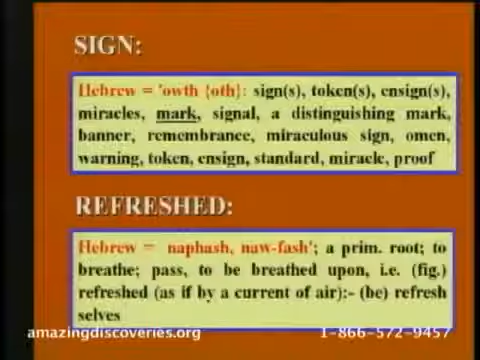 SIGN:
Hebrew = 'owth {oth}: sign(s), token(s), ensign(s),
miracles, mark, signal, a distinguishing mark,
banner, remembrance, miraculous sign, omen,
warning, token, ensign, standard, miracle, proof
REFRESHED:
Hebrew = naphash, naw-fash'; a prim. root; to
breathe; pass, to be breathed upon, i.e. (fig.)
refreshed (as if by a current of air):- (be) refresh
selves
amazingdiscoveries.org 1-866-572-9457